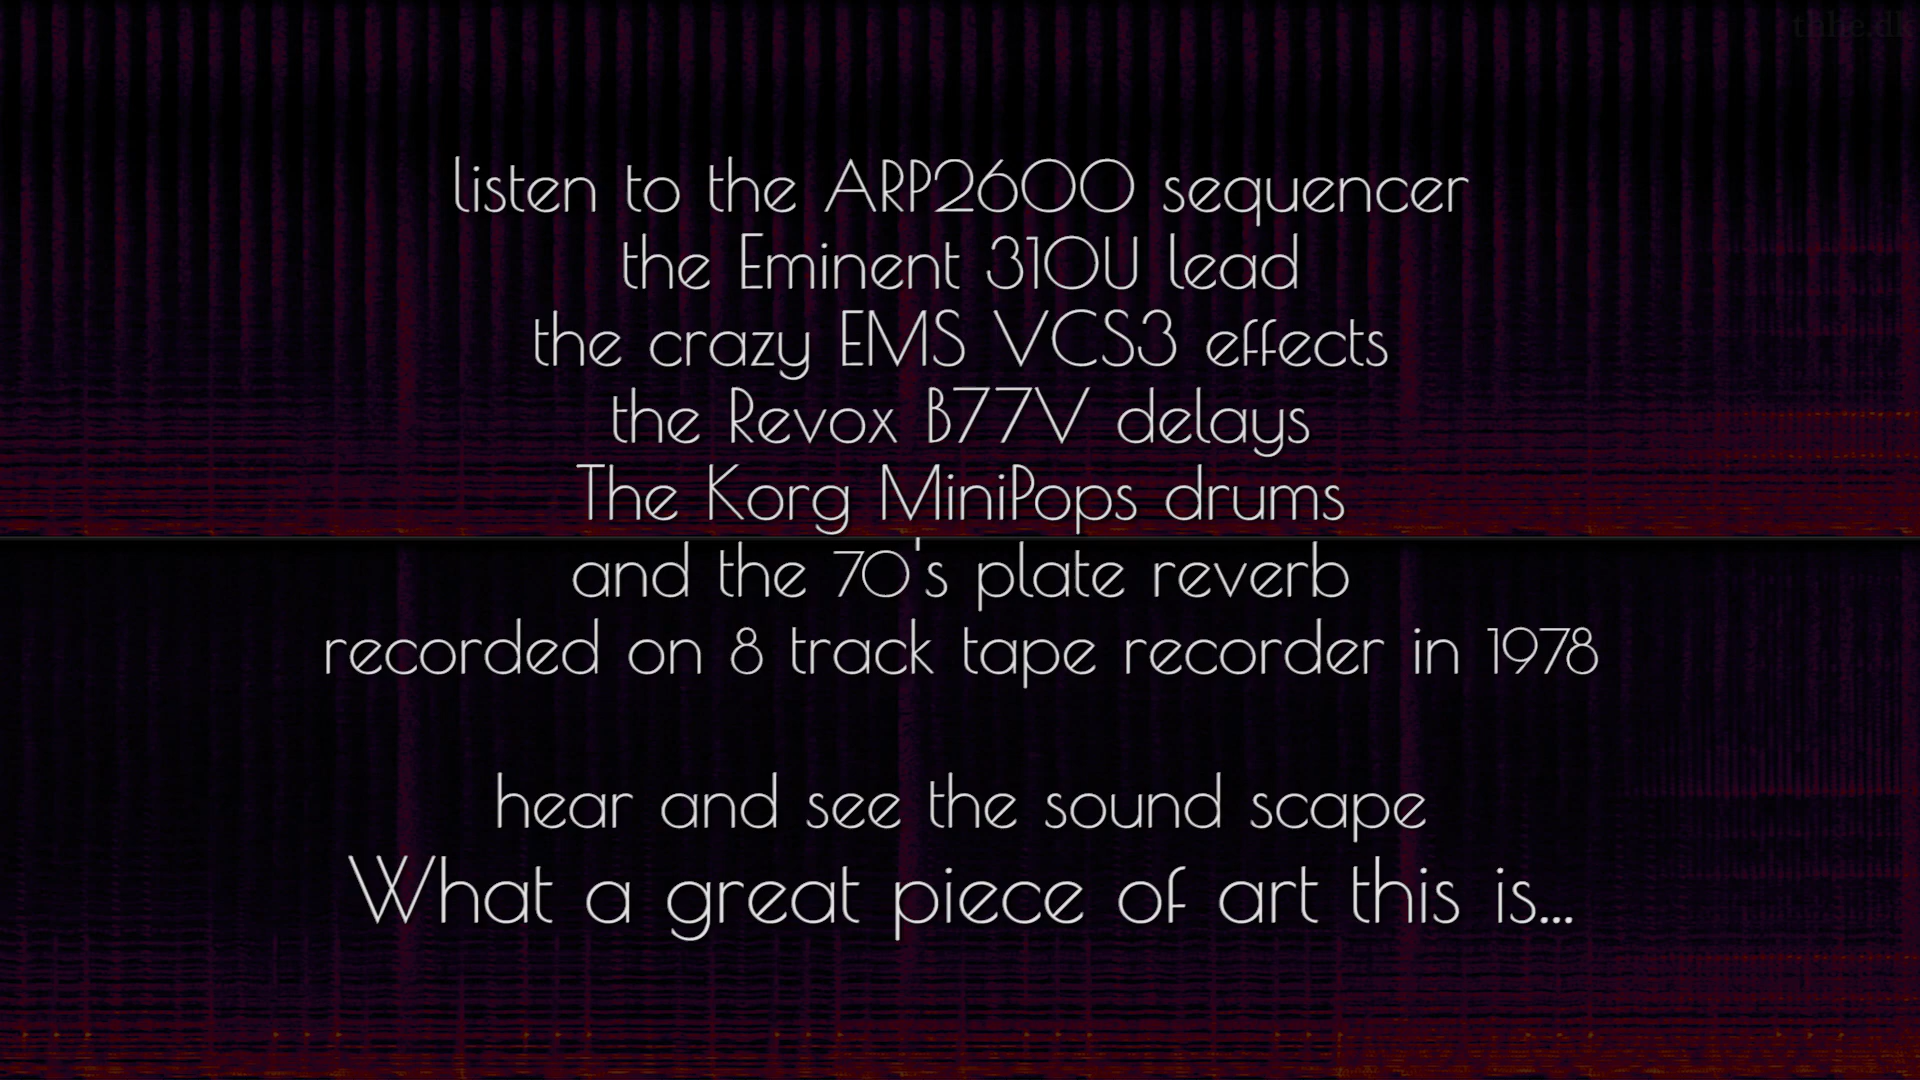 thhe.dk
listen to the ARP2600 sequencer
the Eminent 310U lead
the crazy EMS VCS3 effects
the Revox B77V delays
The Korg MiniPops drums
and the 70's plate reverb
recorded on 8 track tape recorder in 1978
hear and see the sound scape
What a great piece of art this is...